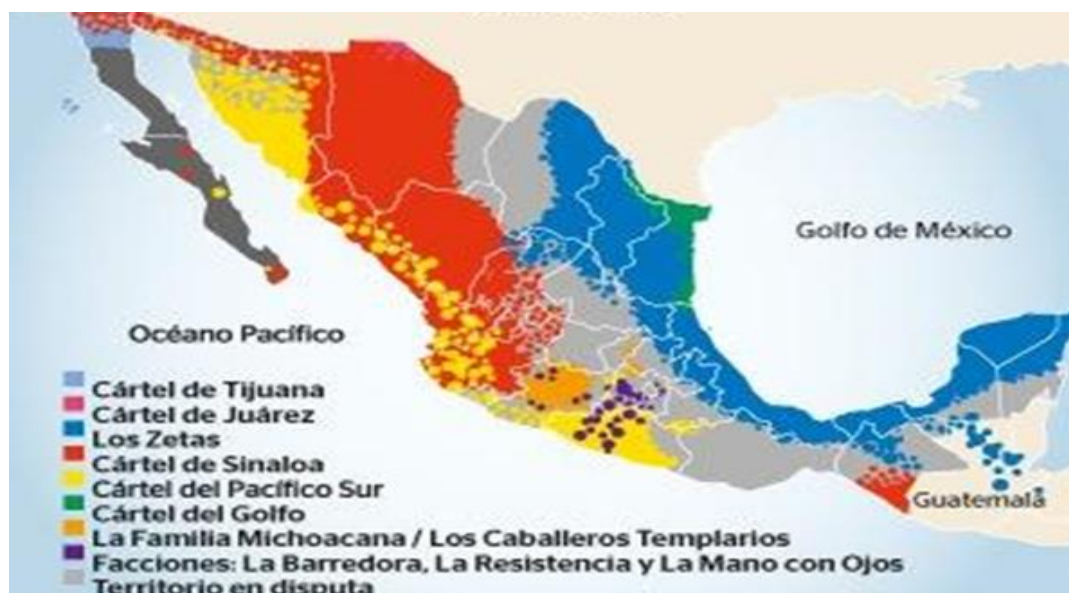 Golfo de México
Océano Pacífico
Cártel de Tijuana
Cártel de Juárez
Los Zetas
Cártel de Sinaloa
Cártel del Pacífico Sur
Cártel del Golfo
La Familia Michoacana / Los Caballeros Templarios
Facciones: La Barredora, La Resistencia y La Mano con Ojos
Territorio en disputa
Guatemala